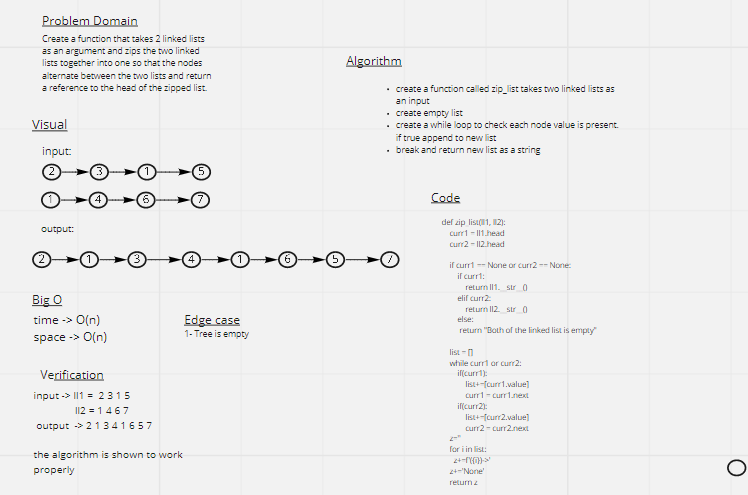 Problem Domain
Create a function that takes 2 linked lists
as an argument and zips the two linked
lists together into one so that the nodes
alternate between the two lists and return
a reference to the head of the zipped list.
Visual
input:
2 3 1 5
1 4 6 7
output:
2 1 3 4 1 6 5 7
Big O
time -> O(n)
space -> O(n)
Edge case
1- Tree is empty
Verification
input -> ll1 = 2 3 1 5
ll2 = 1 4 6 7
output -> 2 1 3 4 1 6 5 7
the algorithm is shown to work
properly
Algorithm
• create a function called zip_list takes two linked lists as
an input
• create empty list
• create a while loop to check each node value is present.
if true append to new list
• break and return new list as a string
Code
def zip_list(ll1, ll2):
curr1 = ll1.head
curr2 = ll2.head
if curr1 == None or curr2 == None:
if curr1:
return ll1.__str__()
elif curr2:
return ll2.__str__()
else:
return "Both of the linked list is empty"
list = []
while curr1 or curr2:
if(curr1):
list+=[curr1.value]
curr1 = curr1.next
if(curr2):
list+=[curr2.value]
curr2 = curr2.next
z=''
for i in list:
z+=f'({i})->'
z+='None'
return z